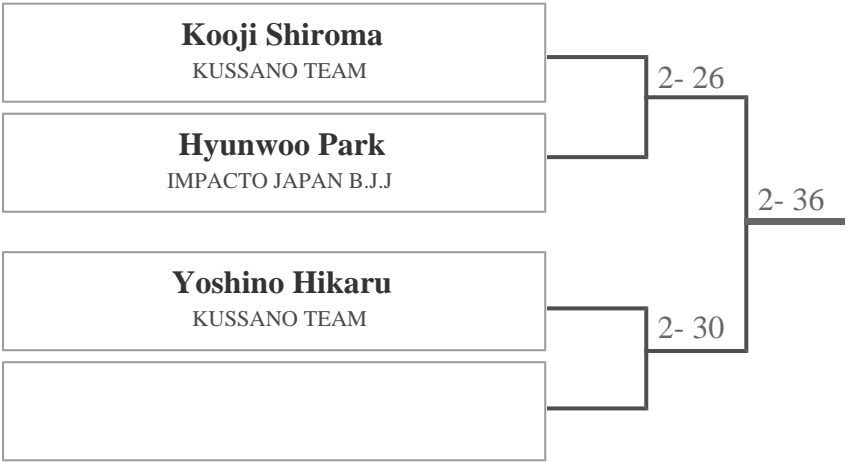 Kooji Shiroma
KUSSANO TEAM
2- 26
Hyunwoo Park
IMPACTO JAPAN B.J.J
2- 36
Yoshino Hikaru
KUSSANO TEAM
2- 30